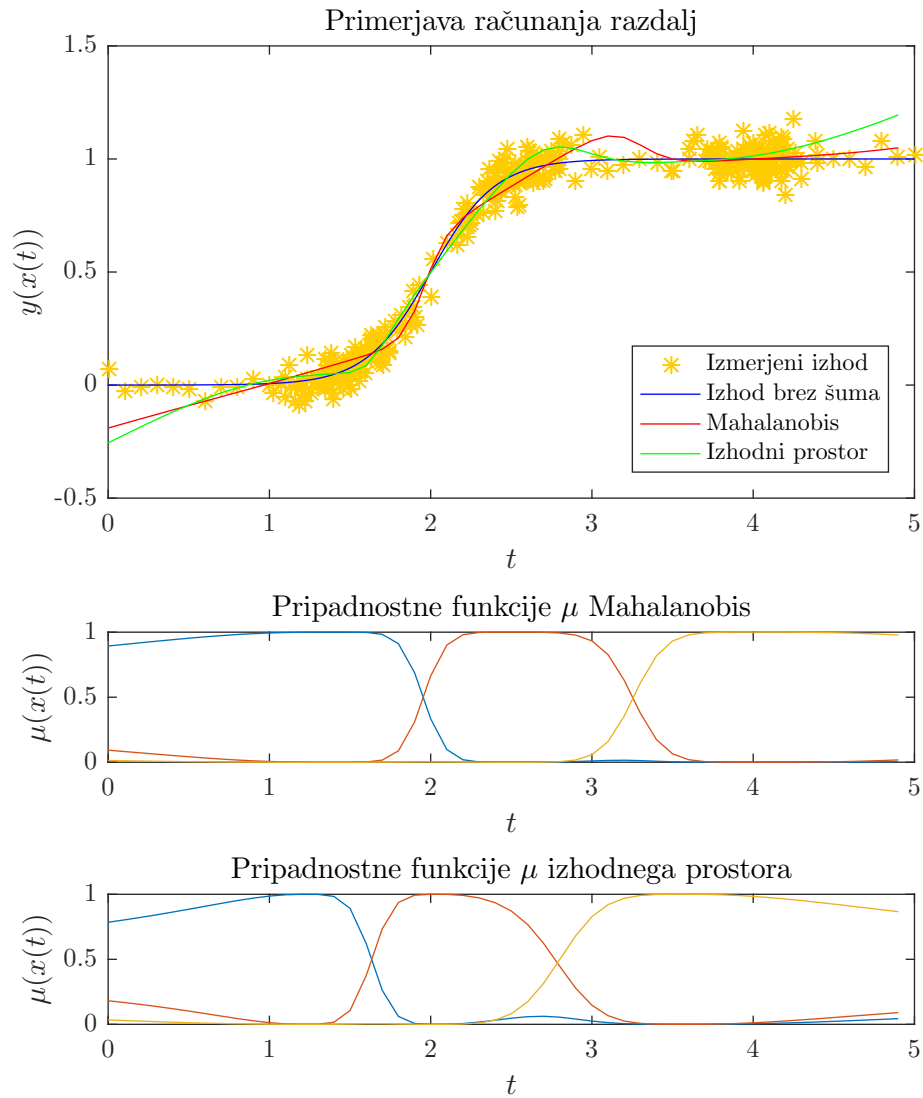 Primerjava računanja razdalj
1.5
1
0.5
0
-0.5
y(x(t))
Izmerjeni izhod
Izhod brez šuma
Mahalanobis
Izhodni prostor
0 1 2 3 4 5
t
Pripadnostne funkcije μ Mahalanobis
1
0.5
0
μ(x(t))
0 1 2 3 4 5
t
Pripadnostne funkcije μ izhodnega prostora
1
0.5
0
μ(x(t))
0 1 2 3 4 5
t